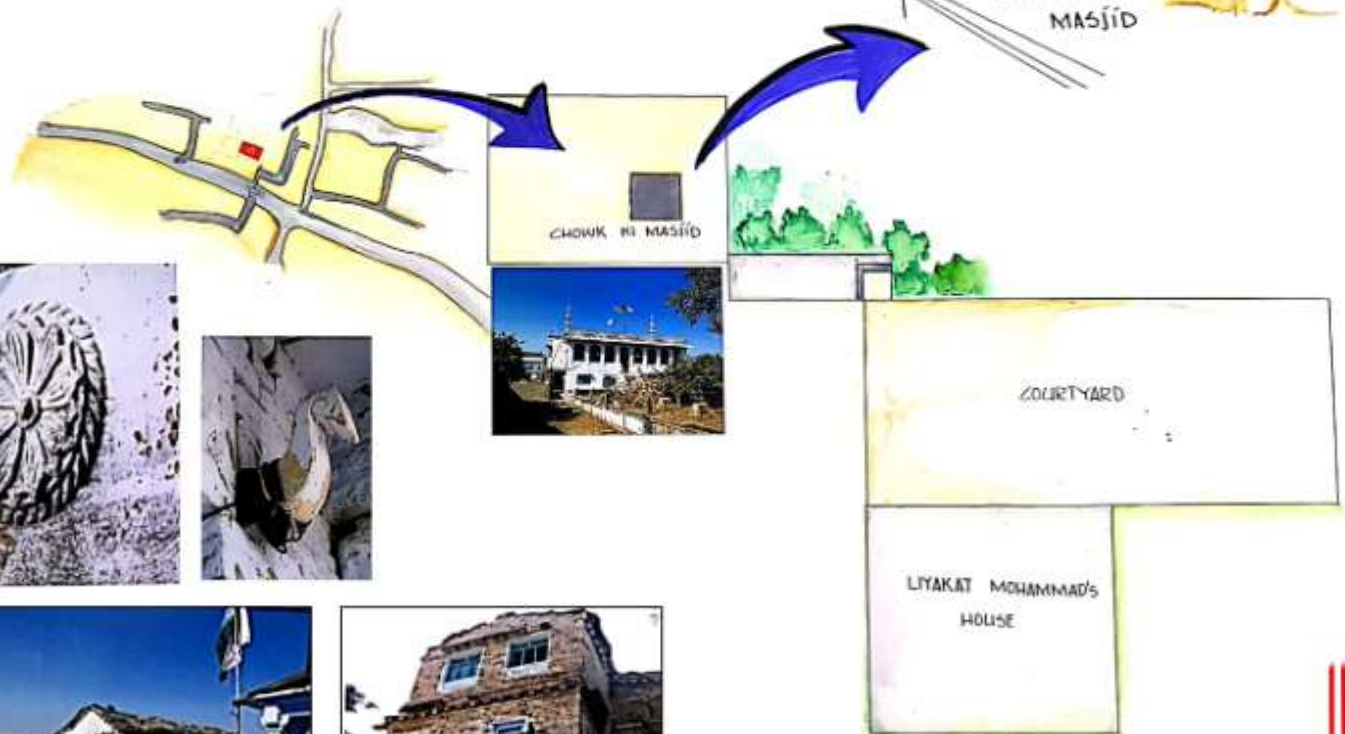 MASJID
CHOWK KI MASJID
COURTYARD
LIYAKAT MOHAMMAD'S
HOUSE